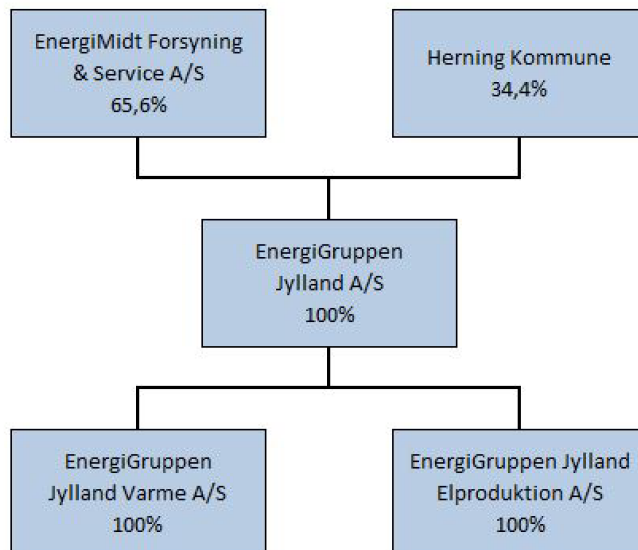 EnergiMidt Forsyning
& Service A/S
65,6%
Herning Kommune
34,4%
EnergiGruppen
Jylland A/S
100%
EnergiGruppen
Jylland Varme A/S
100%
EnergiGruppen Jylland
Elproduktion A/S
100%